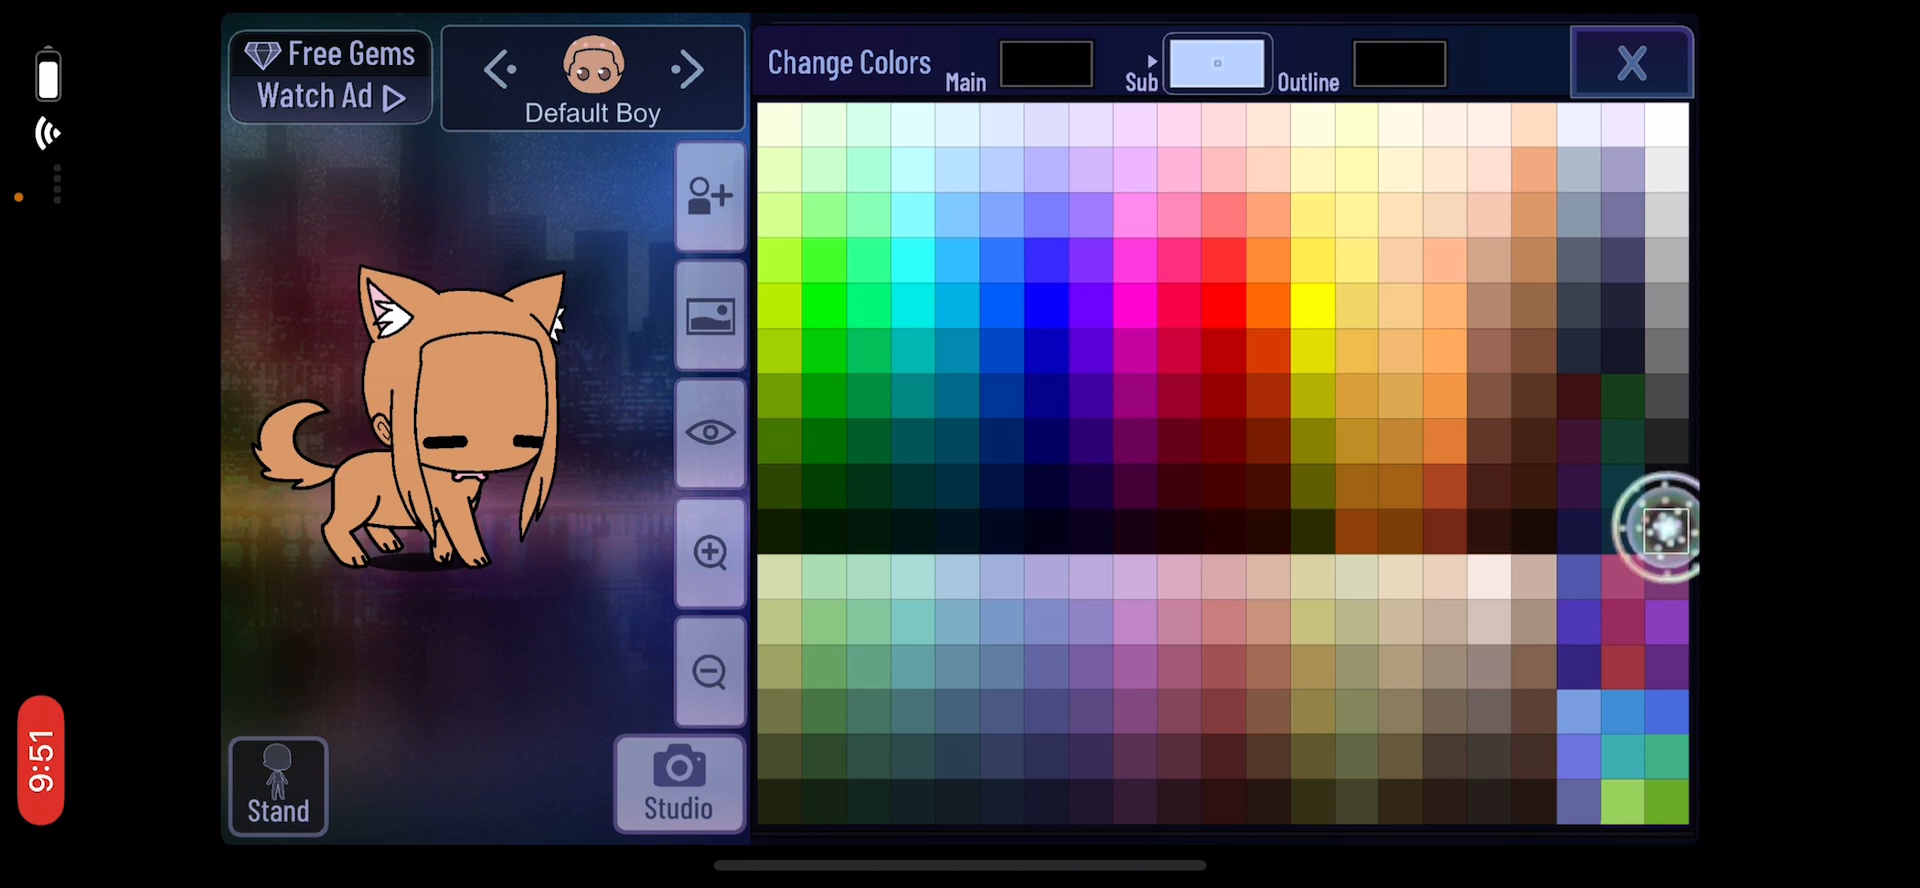 Free Gems
Watch Ad
Default Boy
Change Colors
Main
Sub
Outline
X
9:51
Stand
Studio